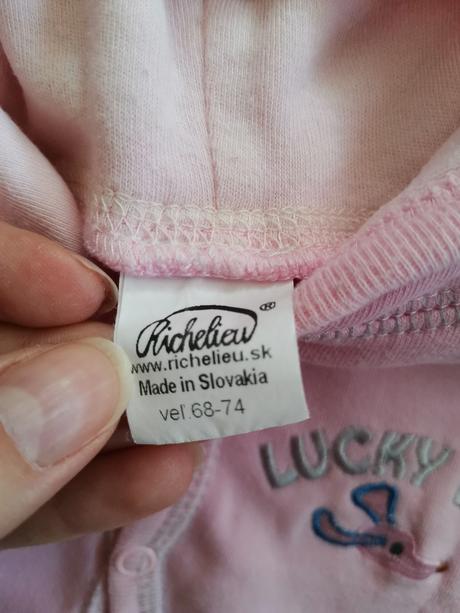 Richelieu ®
www.richelieu.sk
Made in Slovakia
veľ.68-74
LUCKY